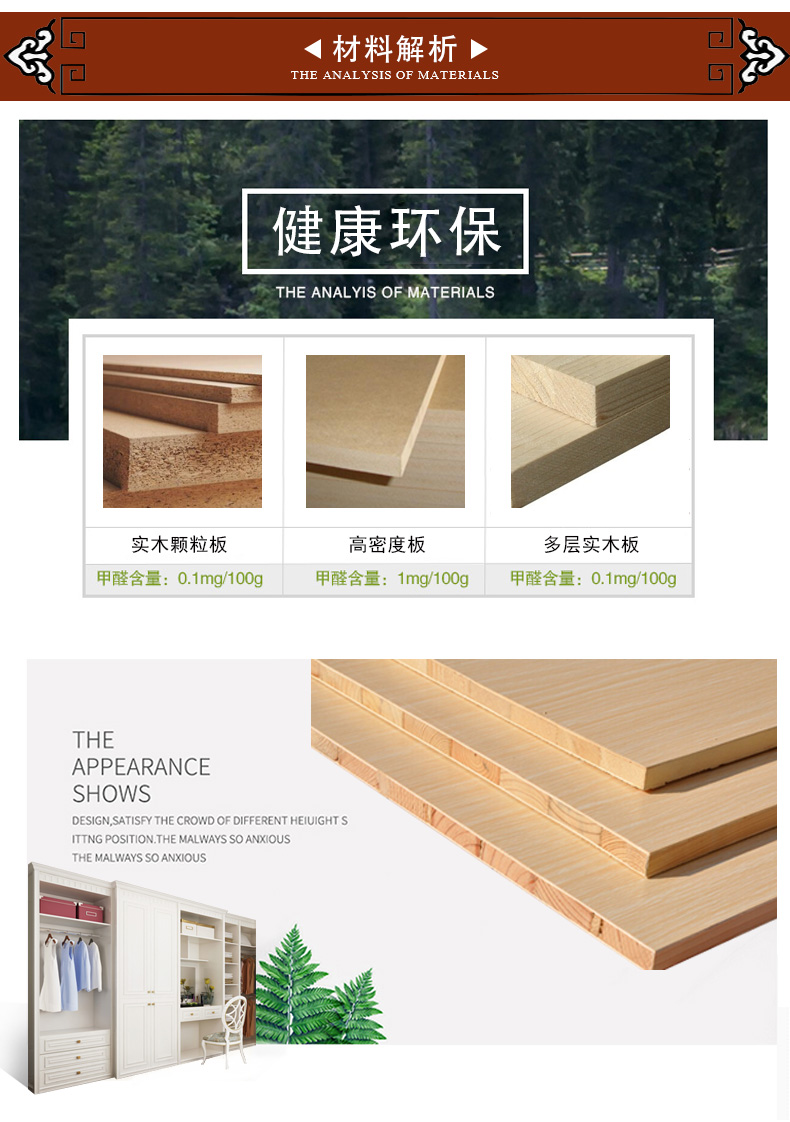 材料解析
THE ANALYSIS OF MATERIALS
健康环保
THE ANALYIS OF MATERIALS
实木颗粒板
高密度板
多层实木板
甲醛含量：0.1mg/100g
甲醛含量：1mg/100g
甲醛含量：0.1mg/100g
THE
APPEARANCE
SHOWS
DESIGN,SATISFY THE CROWD OF DIFFERENT HEIUIGHT S
ITTNG POSITION.THE MALWAYS SO ANXIOUS
THE MALWAYS SO ANXIOUS